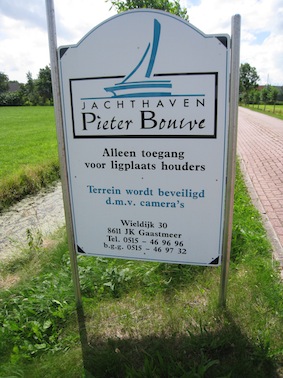 JACHTHAVEN
Pieter Bouwe
Alleen toegang
voor ligplaats houders
Terrein wordt beveiligd
d.m.v. camera's
Wieldijk 30
8611 JK Gaastmeer
Tel. 0515 - 46 96 96
b.g.g. 0515 - 46 97 32